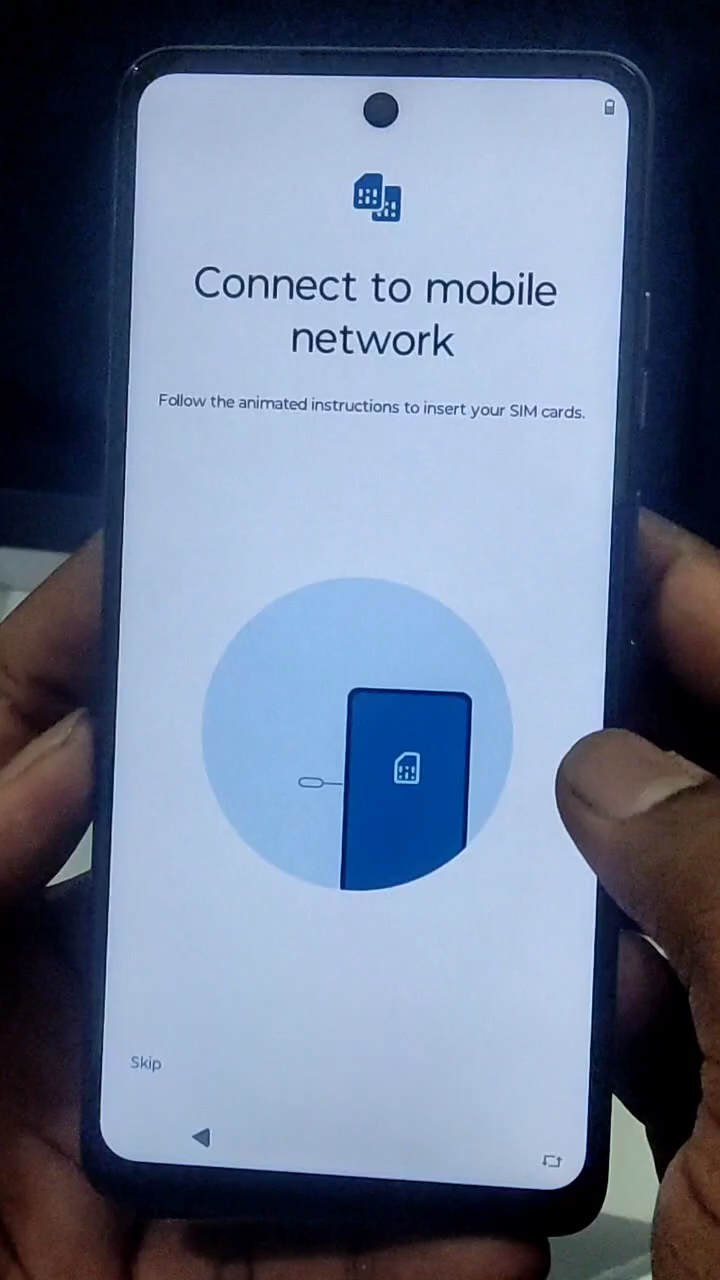 Connect to mobile
network
Follow the animated instructions to insert your SIM cards.
Skip